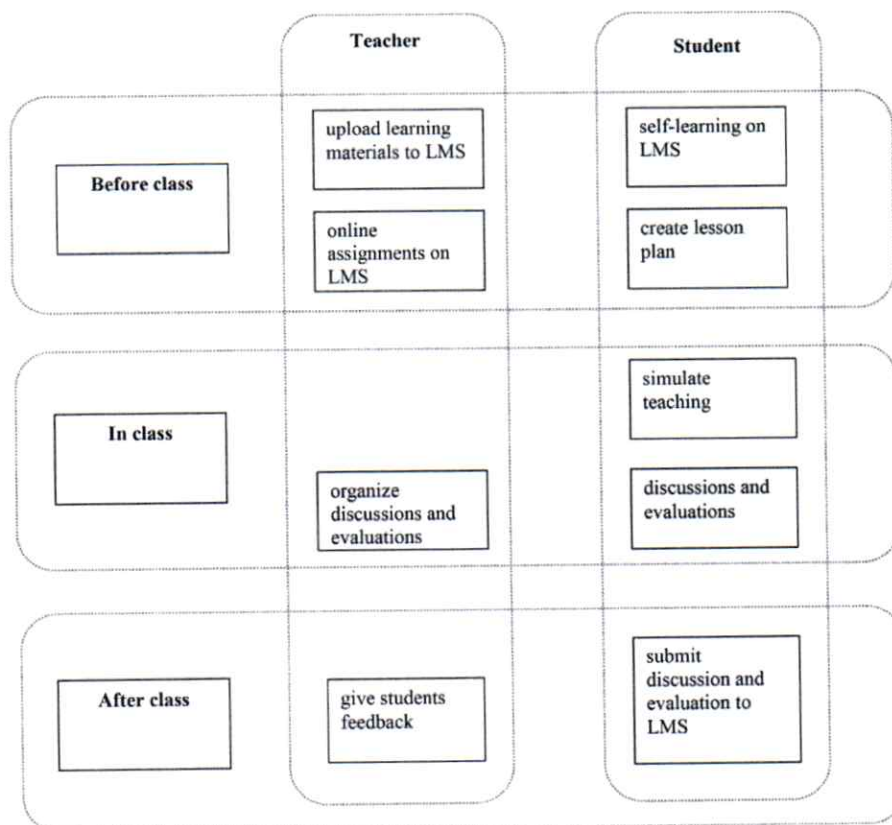 Teacher
Student
Before class
upload learning
materials to LMS
self-learning on
LMS
online
assignments on
LMS
create lesson
plan
In class
simulate
teaching
organize
discussions and
evaluations
discussions and
evaluations
After class
give students
feedback
submit
discussion and
evaluation to
LMS